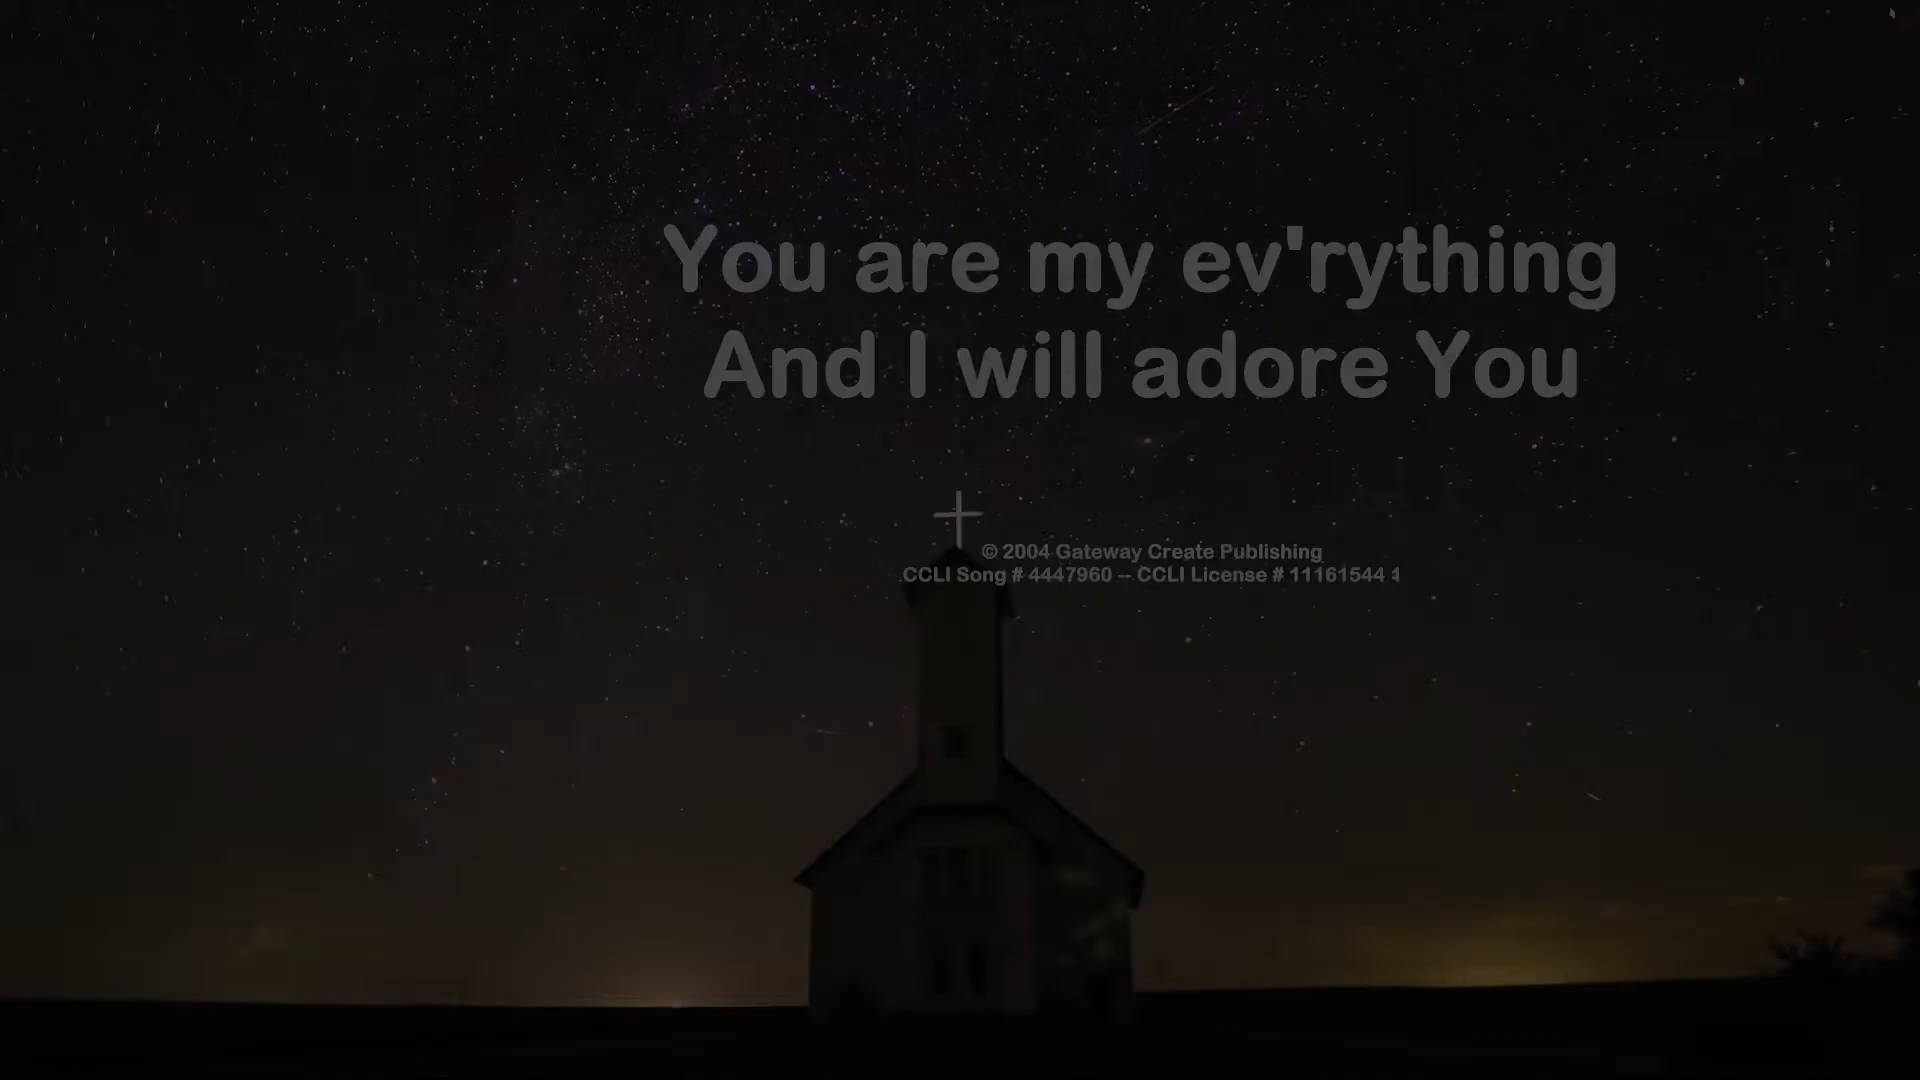 You are my ev'rything
And I will adore You
© 2004 Gateway Create Publishing
CCLI Song # 4447960 -- CCLI License # 11161544 1